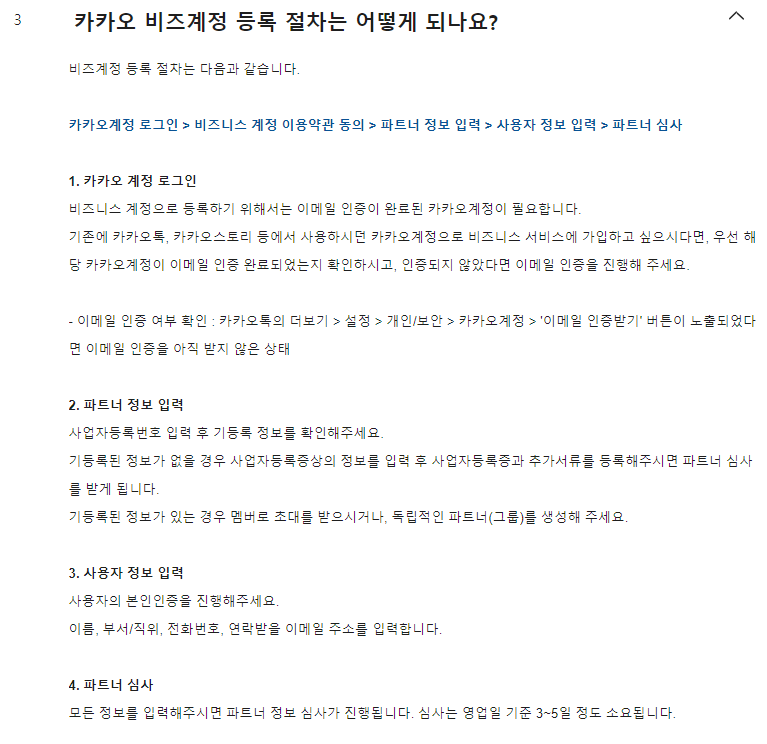 3 카카오 비즈계정 등록 절차는 어떻게 되나요?
비즈계정 등록 절차는 다음과 같습니다.
카카오계정 로그인 > 비즈니스 계정 이용약관 동의 > 파트너 정보 입력 > 사용자 정보 입력 > 파트너 심사
1. 카카오 계정 로그인
비즈니스 계정으로 등록하기 위해서는 이메일 인증이 완료된 카카오계정이 필요합니다.
기존에 카카오톡, 카카오스토리 등에서 사용하시던 카카오계정으로 비즈니스 서비스에 가입하고 싶으시다면, 우선 해
당 카카오계정이 이메일 인증 완료되었는지 확인하시고, 인증되지 않았다면 이메일 인증을 진행해 주세요.
- 이메일 인증 여부 확인 : 카카오톡의 더보기 > 설정 > 개인/보안 > 카카오계정 > '이메일 인증받기' 버튼이 노출되었다
면 이메일 인증을 아직 받지 않은 상태
2. 파트너 정보 입력
사업자등록번호 입력 후 기등록 정보를 확인해주세요.
기등록된 정보가 없을 경우 사업자등록증상의 정보를 입력 후 사업자등록증과 추가서류를 등록해주시면 파트너 심사
를 받게 됩니다.
기등록된 정보가 있는 경우 멤버로 초대를 받으시거나, 독립적인 파트너(그룹)를 생성해 주세요.
3. 사용자 정보 입력
사용자의 본인인증을 진행해주세요.
이름, 부서/직위, 전화번호, 연락받을 이메일 주소를 입력합니다.
4. 파트너 심사
모든 정보를 입력해주시면 파트너 정보 심사가 진행됩니다. 심사는 영업일 기준 3~5일 정도 소요됩니다.